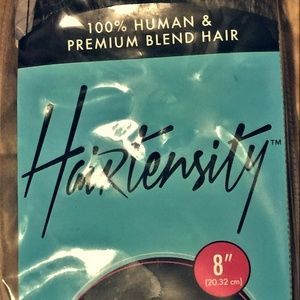 100% HUMAN &
PREMIUM BLEND HAIR
Hairtensity™
8"
(20,32 cm)